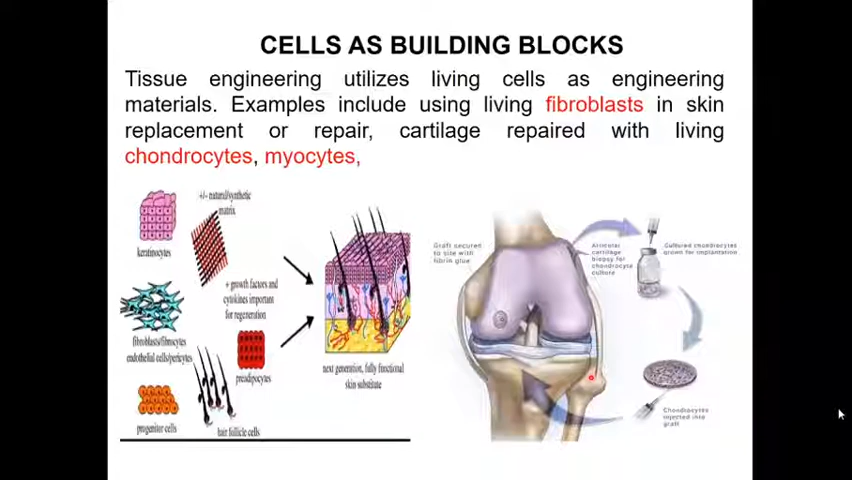 CELLS AS BUILDING BLOCKS
Tissue engineering utilizes living cells as engineering
materials. Examples include using living fibroblasts in skin
replacement or repair, cartilage repaired with living
chondrocytes, myocytes,
+/- natural/synthetic
matrix
keratinocytes
+ growth factors and
cytokines important
for regeneration
fibroblasts/fibrocytes
endothelial cells/pericytes
preadipocytes
progenitor cells
hair follicle cells
next generation, fully functional
skin substitute
Graft secured
to site with
fibrin glue
Articular
cartilage
biopsy for
chondrocyte
culture
Cultured chondrocytes
grown for implantation
Chondrocytes
injected into
graft